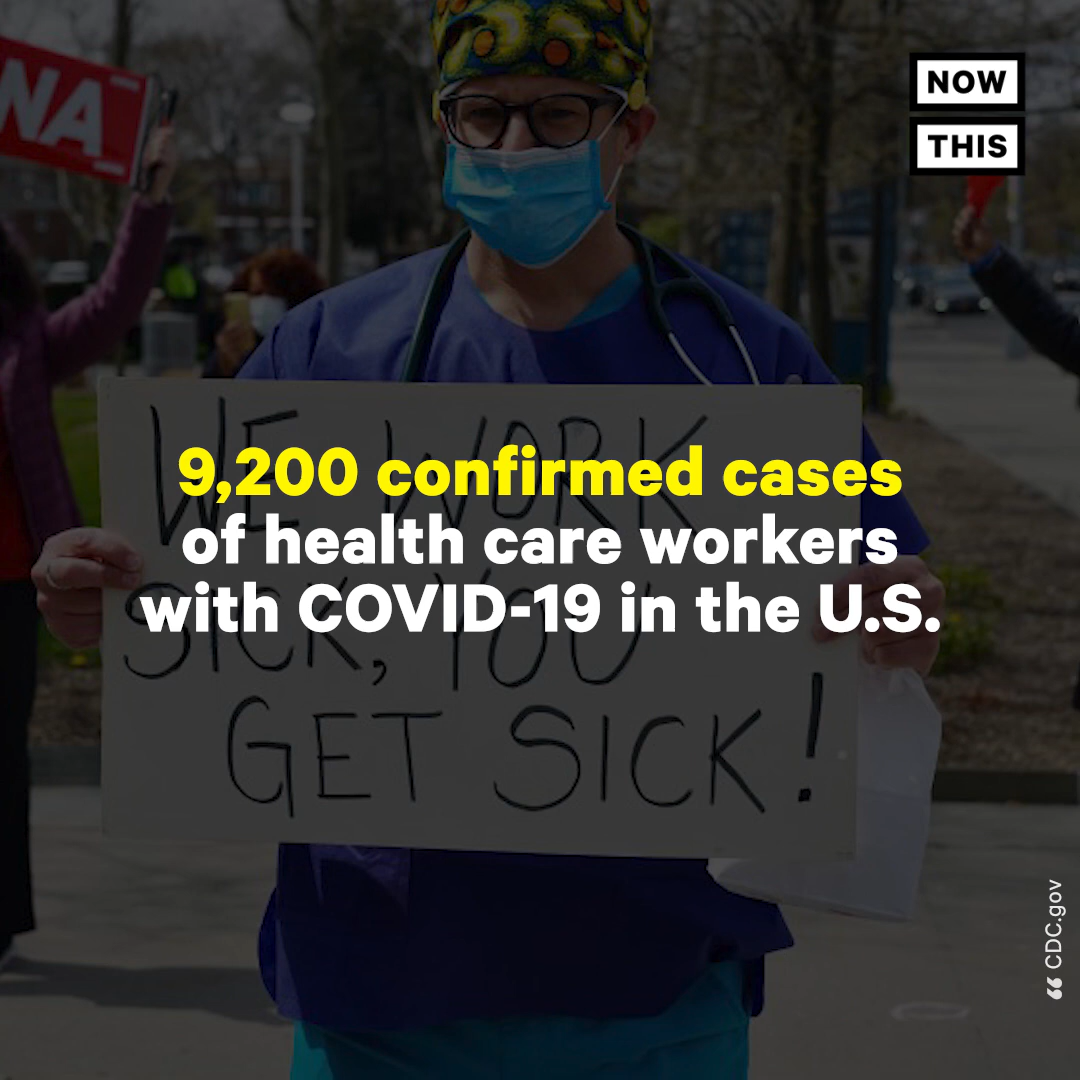 NA
NOW
THIS
WE WORK
9,200 confirmed cases
of health care workers
with COVID-19 in the U.S.
SICK, YOU
GET SICK!
CDC.gov